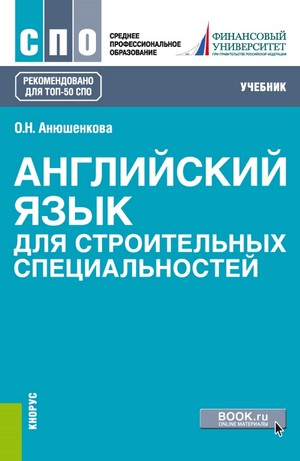 СПО
СРЕДНЕЕ
ПРОФЕССИОНАЛЬНОЕ
ОБРАЗОВАНИЕ
ФИНАНСОВЫЙ
УНИВЕРСИТЕТ
ПРИ ПРАВИТЕЛЬСТВЕ РОССИЙСКОЙ ФЕДЕРАЦИИ
РЕКОМЕНДОВАНО
ДЛЯ ТОП-50 СПО
УЧЕБНИК
О.Н. Анюшенкова
АНГЛИЙСКИЙ
ЯЗЫК
ДЛЯ СТРОИТЕЛЬНЫХ
СПЕЦИАЛЬНОСТЕЙ
КНОРУС
BOOK.ru
ONLINE MATERIALS